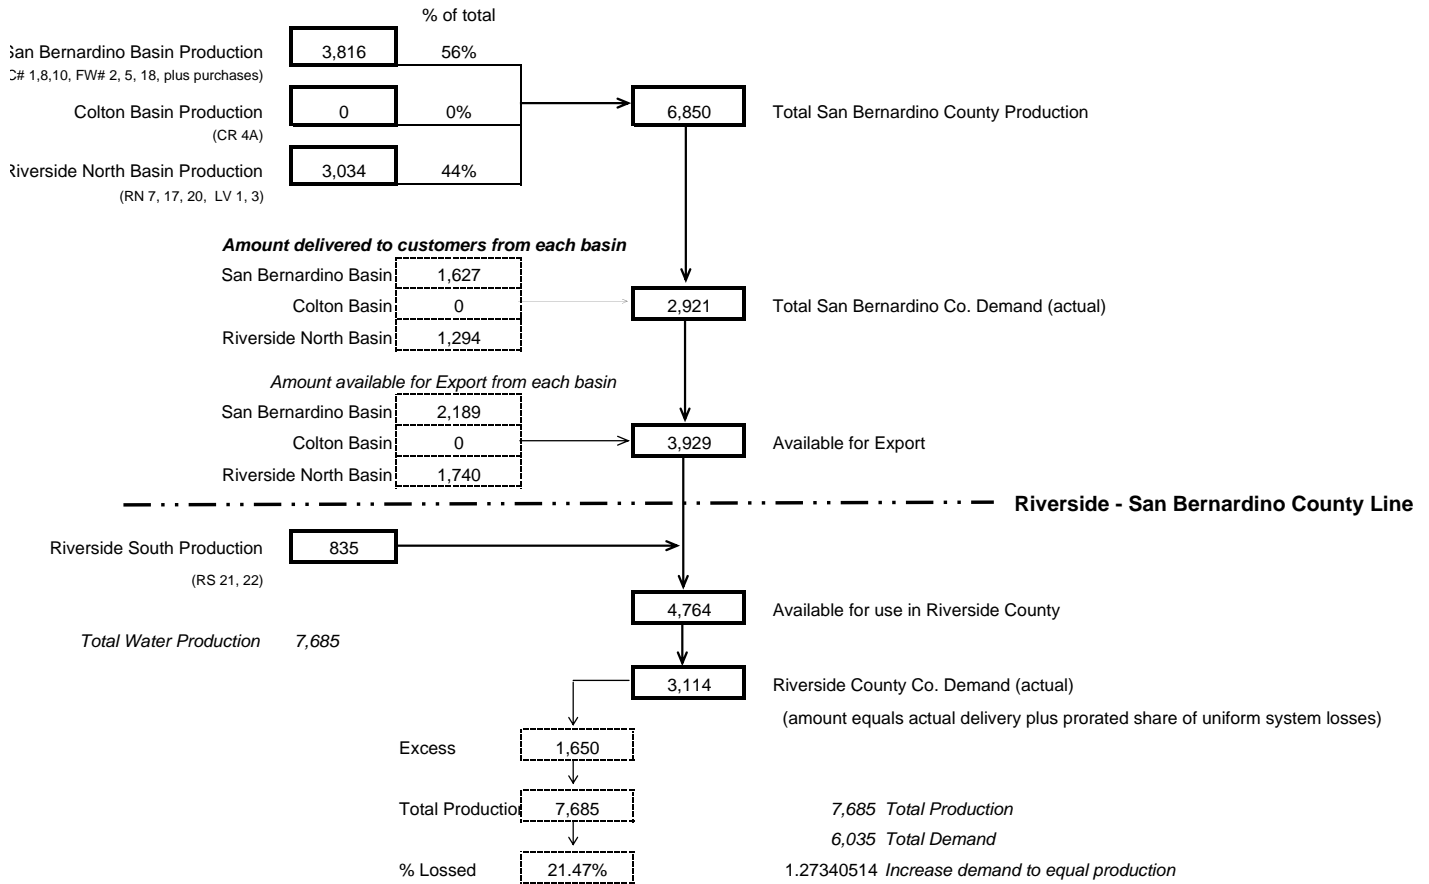 % of total
San Bernardino Basin Production 3,816 56%
C# 1,8,10, FW# 2, 5, 18, plus purchases)
Colton Basin Production 0 0% 6,850 Total San Bernardino County Production
(CR 4A)
Riverside North Basin Production 3,034 44%
(RN 7, 17, 20, LV 1, 3)
Amount delivered to customers from each basin
San Bernardino Basin 1,627
Colton Basin 0 2,921 Total San Bernardino Co. Demand (actual)
Riverside North Basin 1,294
Amount available for Export from each basin
San Bernardino Basin 2,189
Colton Basin 0 3,929 Available for Export
Riverside North Basin 1,740
Riverside - San Bernardino County Line
Riverside South Production 835
(RS 21, 22)
4,764 Available for use in Riverside County
Total Water Production 7,685
3,114 Riverside County Co. Demand (actual)
(amount equals actual delivery plus prorated share of uniform system losses)
Excess 1,650
Total Production 7,685 7,685 Total Production
6,035 Total Demand
% Lossed 21.47% 1.27340514 Increase demand to equal production